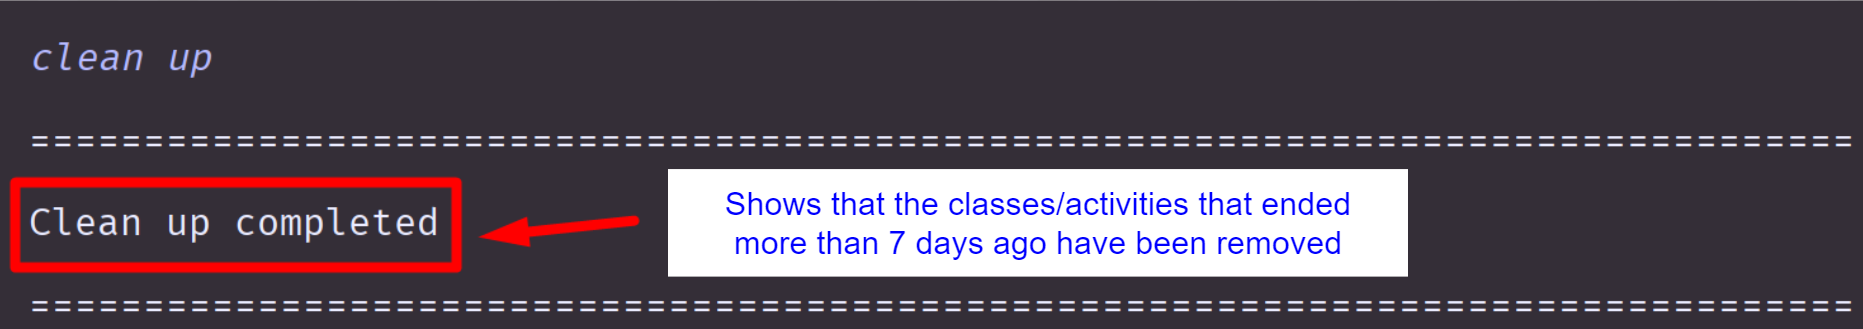 clean up
================================================================================
Clean up completed
Shows that the classes/activities that ended
more than 7 days ago have been removed
================================================================================